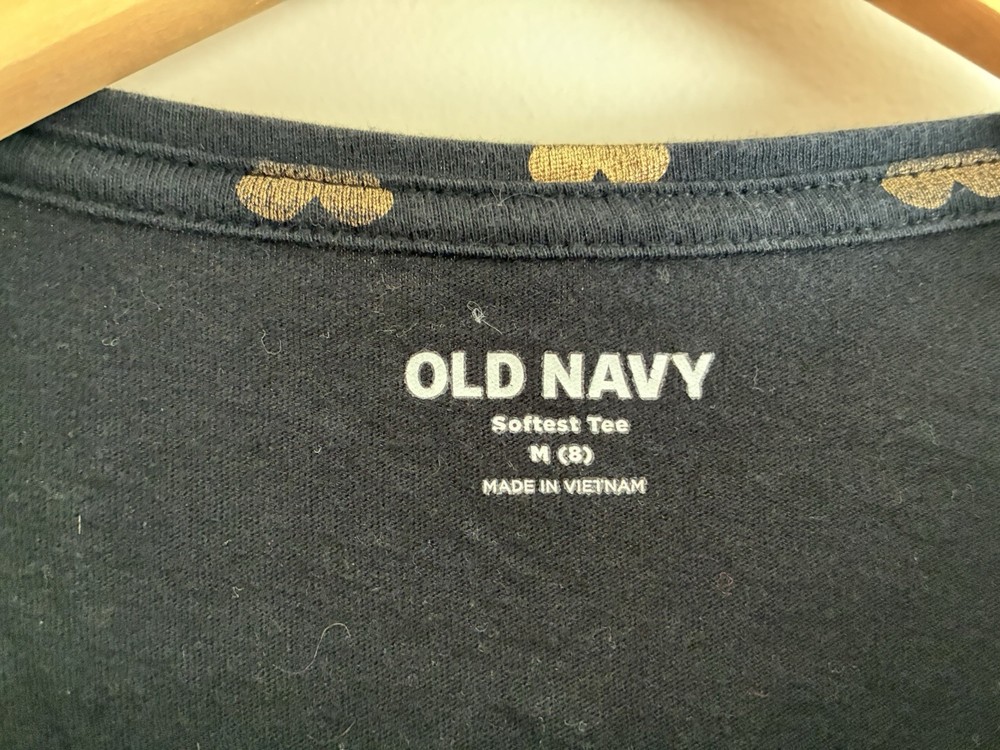 OLD NAVY
Softest Tee
M (8)
MADE IN VIETNAM